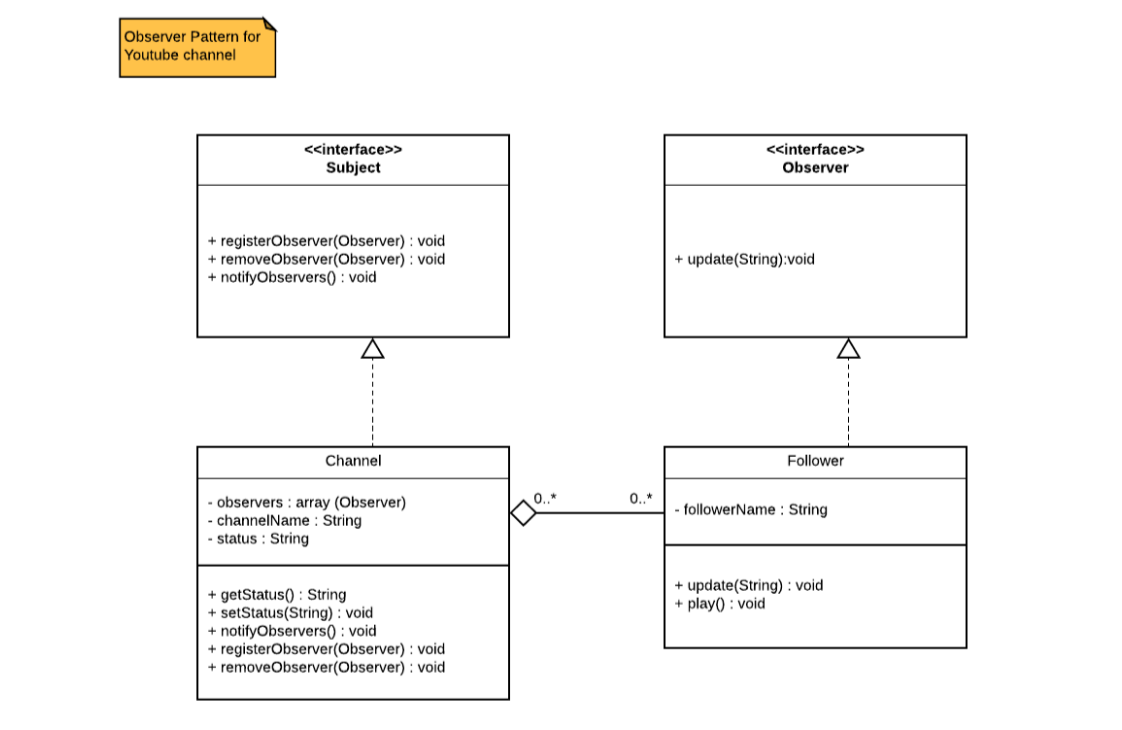 Observer Pattern for
Youtube channel
<<interface>>
Subject
+ registerObserver(Observer) : void
+ removeObserver(Observer) : void
+ notifyObservers() : void
<<interface>>
Observer
+ update(String):void
Channel
- observers : array (Observer)
- channelName : String
- status : String
+ getStatus() : String
+ setStatus(String) : void
+ notifyObservers() : void
+ registerObserver(Observer) : void
+ removeObserver(Observer) : void
0..*
0..*
Follower
- followerName : String
+ update(String) : void
+ play() : void